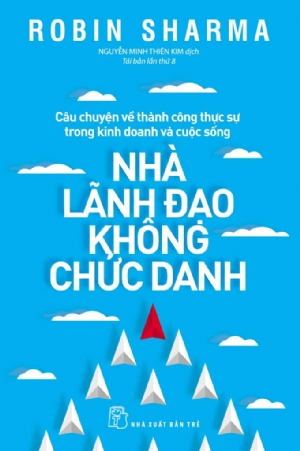 ROBIN SHARMA
NGUYỄN MINH THIÊN KIM dịch
Tái bản lần thứ 8
Câu chuyện về thành công thực sự
trong kinh doanh và cuộc sống
NHÀ
LÃNH ĐẠO
KHÔNG
CHỨC DANH
NHÀ XUẤT BẢN TRẺ